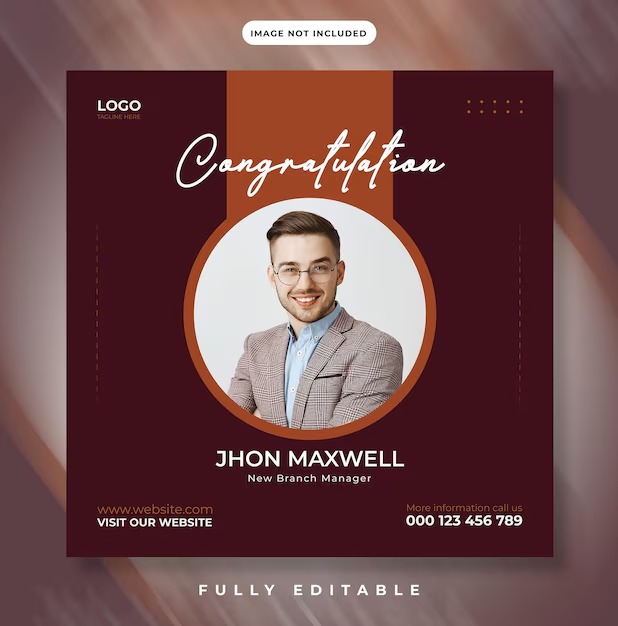 IMAGE NOT INCLUDED
LOGO
TAGLINE HERE
Congratulation
JHON MAXWELL
New Branch Manager
www.website.com
VISIT OUR WEBSITE
More information call us
000 123 456 789
FULLY EDITABLE